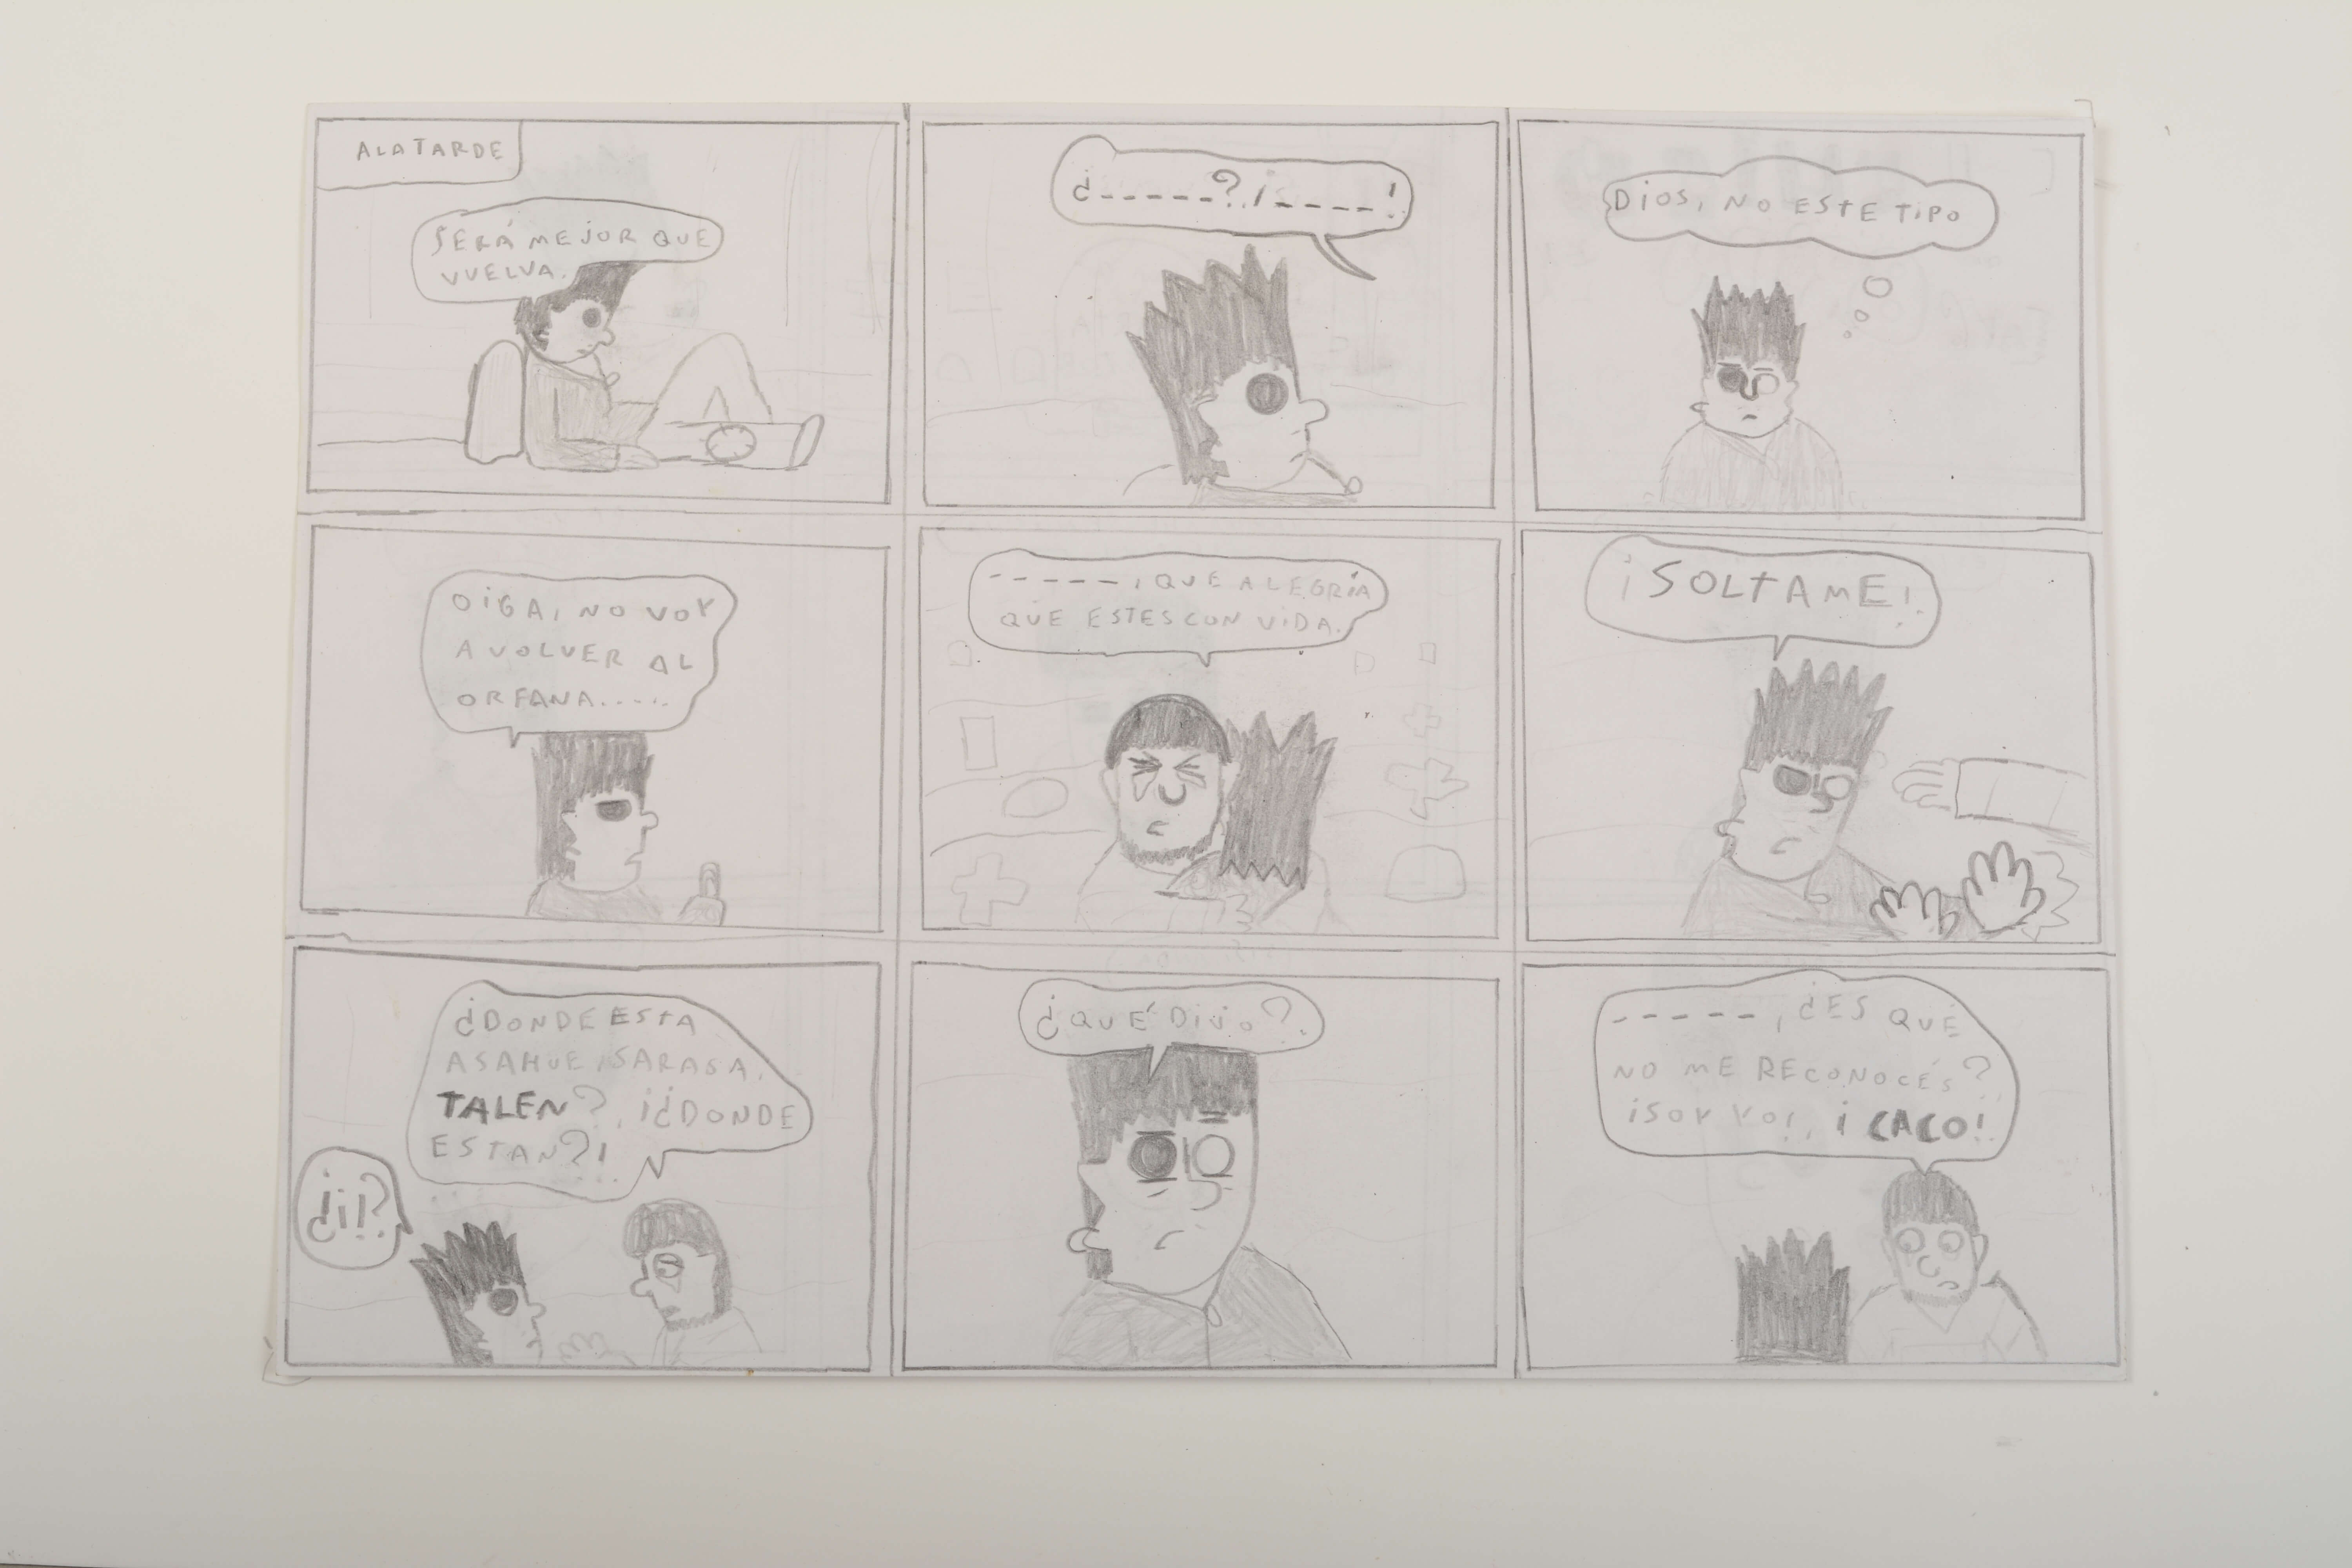 ALATARDE
SERÁ MEJOR QUE
VUELVA.
¿-----? ¡-----!
DIOS, NO ESTE TIPO
OIGA, NO VOY
A VOLVER AL
ORFANA.....
-----, QUE ALEGRÍA
QUE ESTES CON VIDA.
¡SOLTAME!
¿DONDE ESTA
ASAHUE, SARASA,
TALEN?, ¡¿DONDE
ESTAN?!
¿¡!?
¿QUÉ DIJO?
-----, ¿ES QUE
NO ME RECONOCÉS?
¡SOY YO!, ¡CACO!